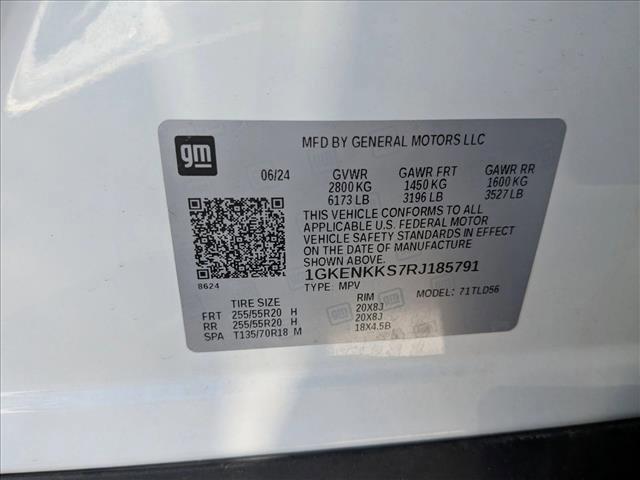 gm
MFD BY GENERAL MOTORS LLC
06/24 GVWR GAWR FRT GAWR RR
2800 KG 1450 KG 1600 KG
6173 LB 3196 LB 3527 LB
THIS VEHICLE CONFORMS TO ALL
APPLICABLE U.S. FEDERAL MOTOR
VEHICLE SAFETY STANDARDS IN EFFECT
ON THE DATE OF MANUFACTURE
SHOWN ABOVE.
8624
1GKENKKS7RJ185791
TYPE: MPV MODEL: 71TLD56
TIRE SIZE RIM
FRT 255/55R20 H 20X8J
RR 255/55R20 H 20X8J
SPA T135/70R18 M 18X4.5B